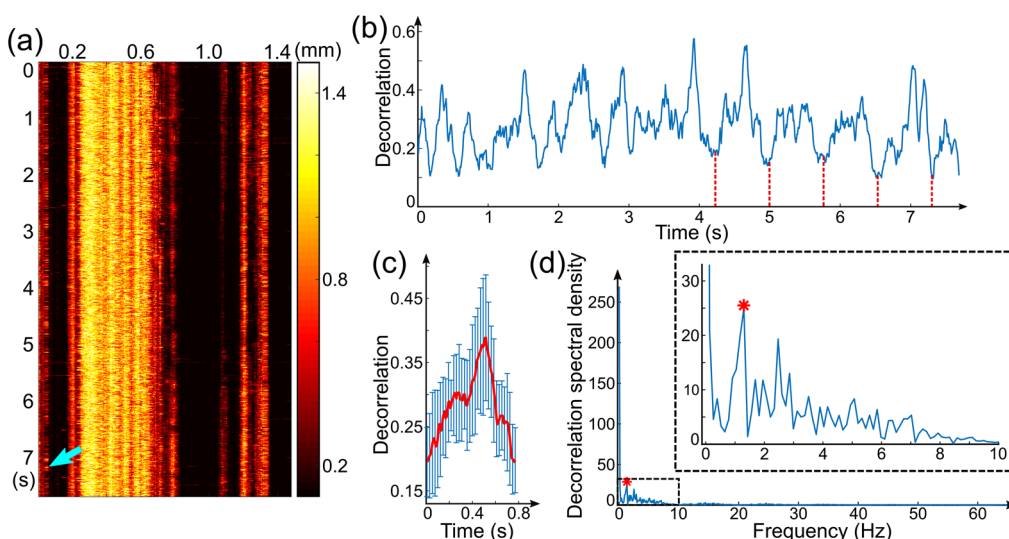 (a)
0.2 0.6 1.0 1.4 (mm)
0
1
2
3
4
5
6
7
(s)
1.4
0.8
0.2
(b)
Decorrelation
0.6
0.4
0.2
0
0 1 2 3 4 5 6 7
Time (s)
(c)
Decorrelation
0.45
0.35
0.25
0.15
0 0.4 0.8
Time (s)
(d)
Decorrelation spectral density
250
200
150
100
50
0
0 10 20 30 40 50 60
Frequency (Hz)
30
20
10
0
0 2 4 6 8 10